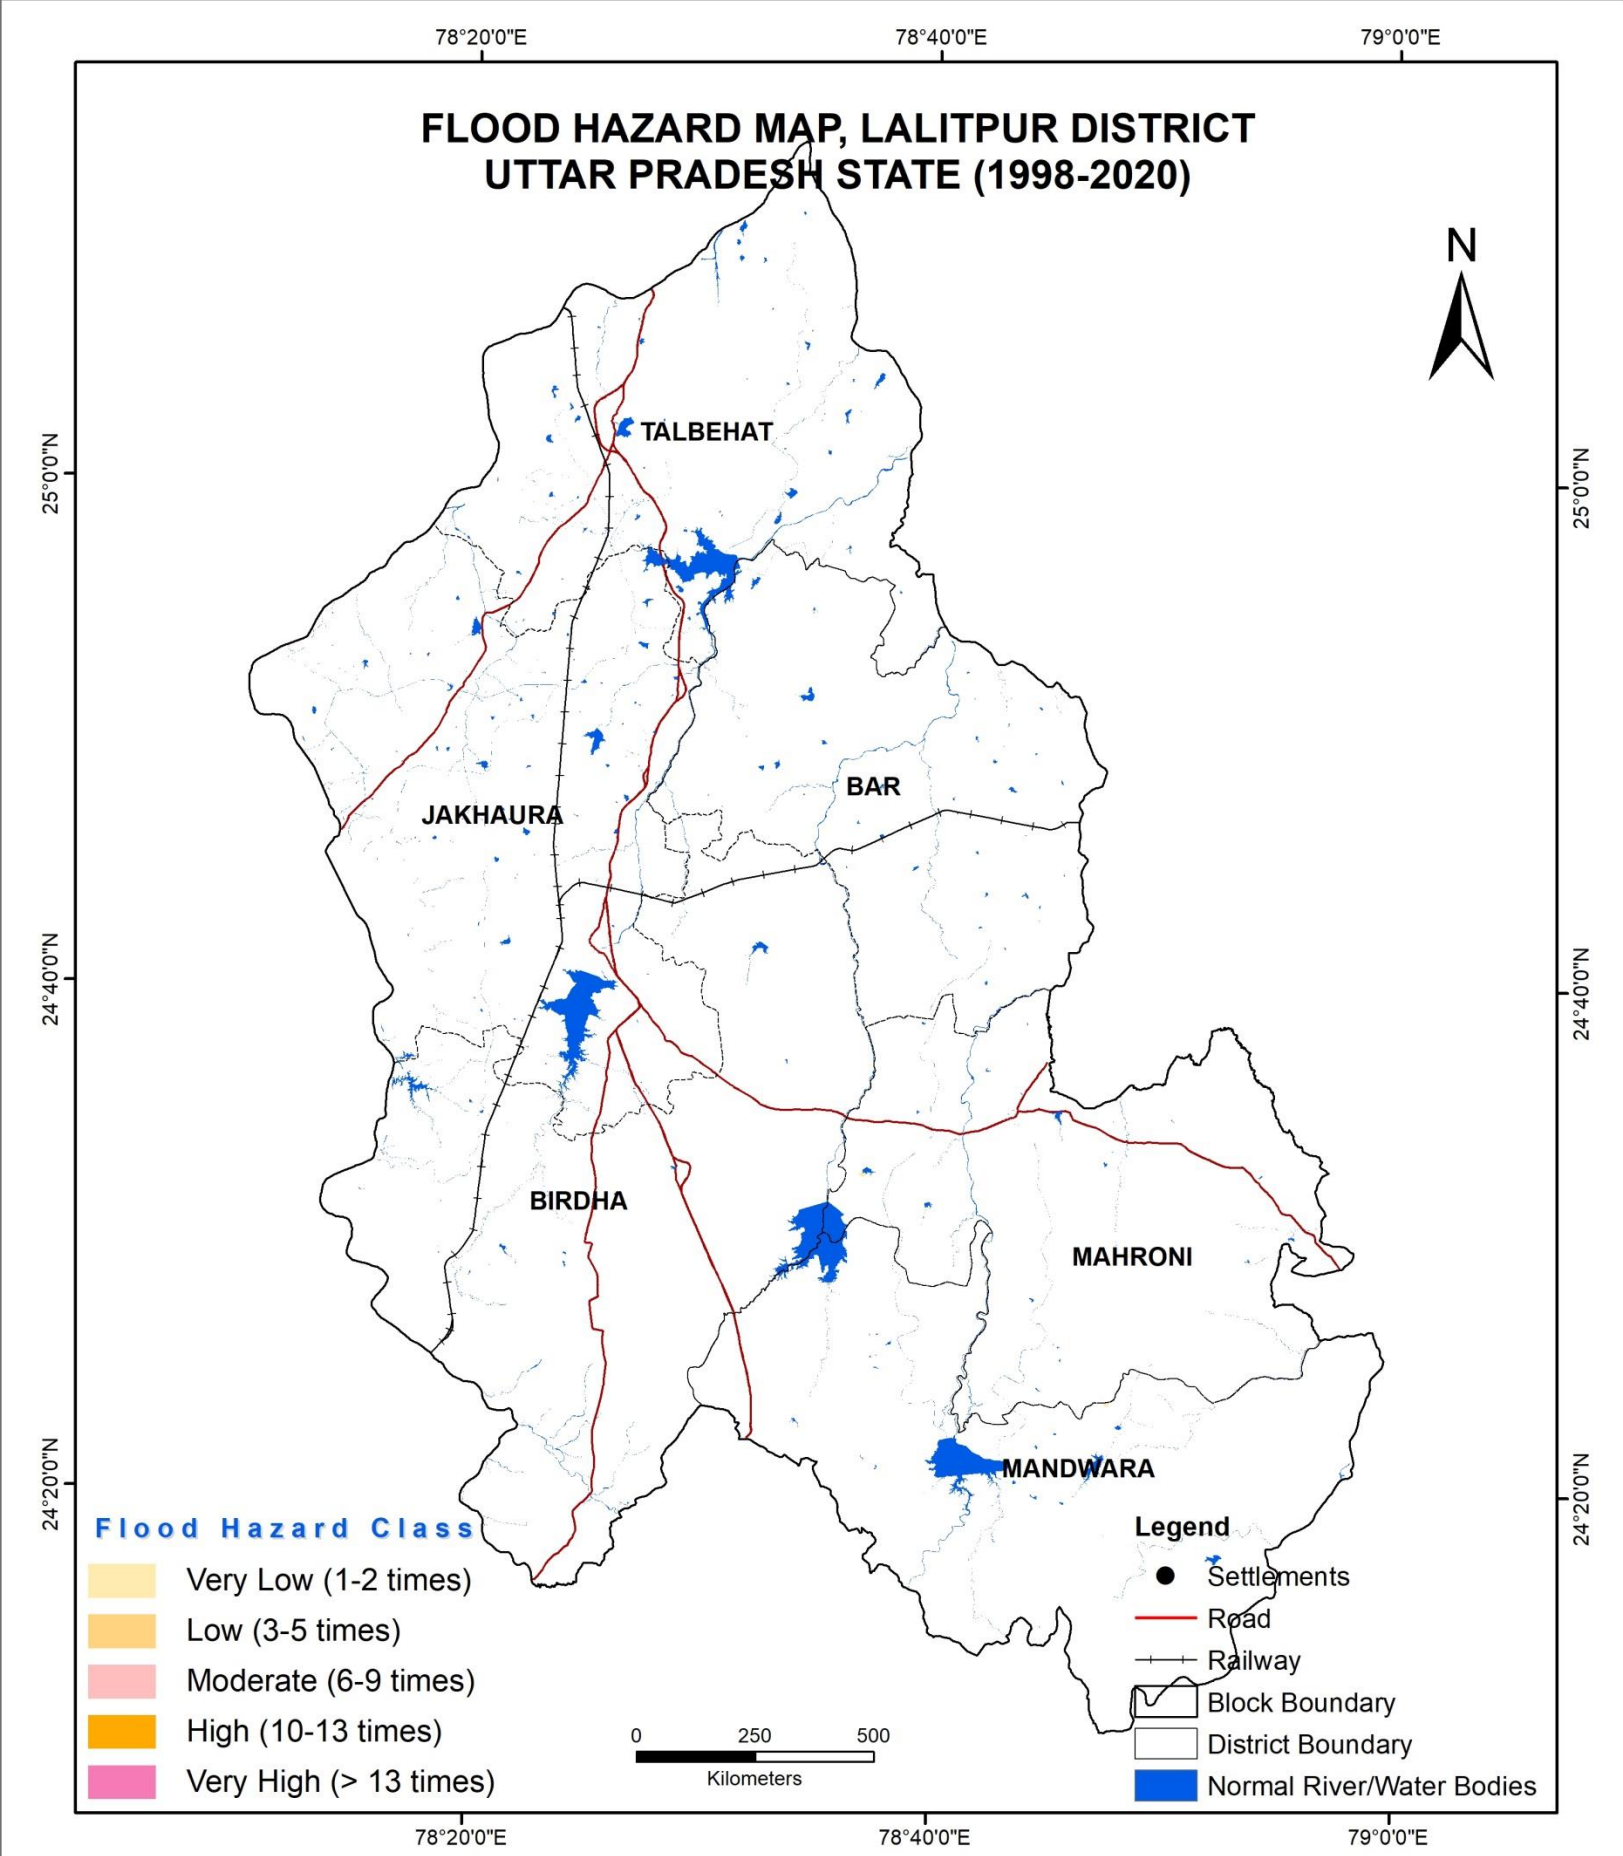 78°20'0"E 78°40'0"E 79°0'0"E
FLOOD HAZARD MAP, LALITPUR DISTRICT
UTTAR PRADESH STATE (1998-2020)
N
TALBEHAT
25°0'0"N 25°0'0"N
BAR
JAKHAURA
24°40'0"N 24°40'0"N
BIRDHA
MAHRONI
MANDWARA
24°20'0"N 24°20'0"N
Flood Hazard Class
Very Low (1-2 times)
Low (3-5 times)
Moderate (6-9 times)
High (10-13 times)
Very High (> 13 times)
0 250 500
Kilometers
Legend
Settlements
Road
Railway
Block Boundary
District Boundary
Normal River/Water Bodies
78°20'0"E 78°40'0"E 79°0'0"E